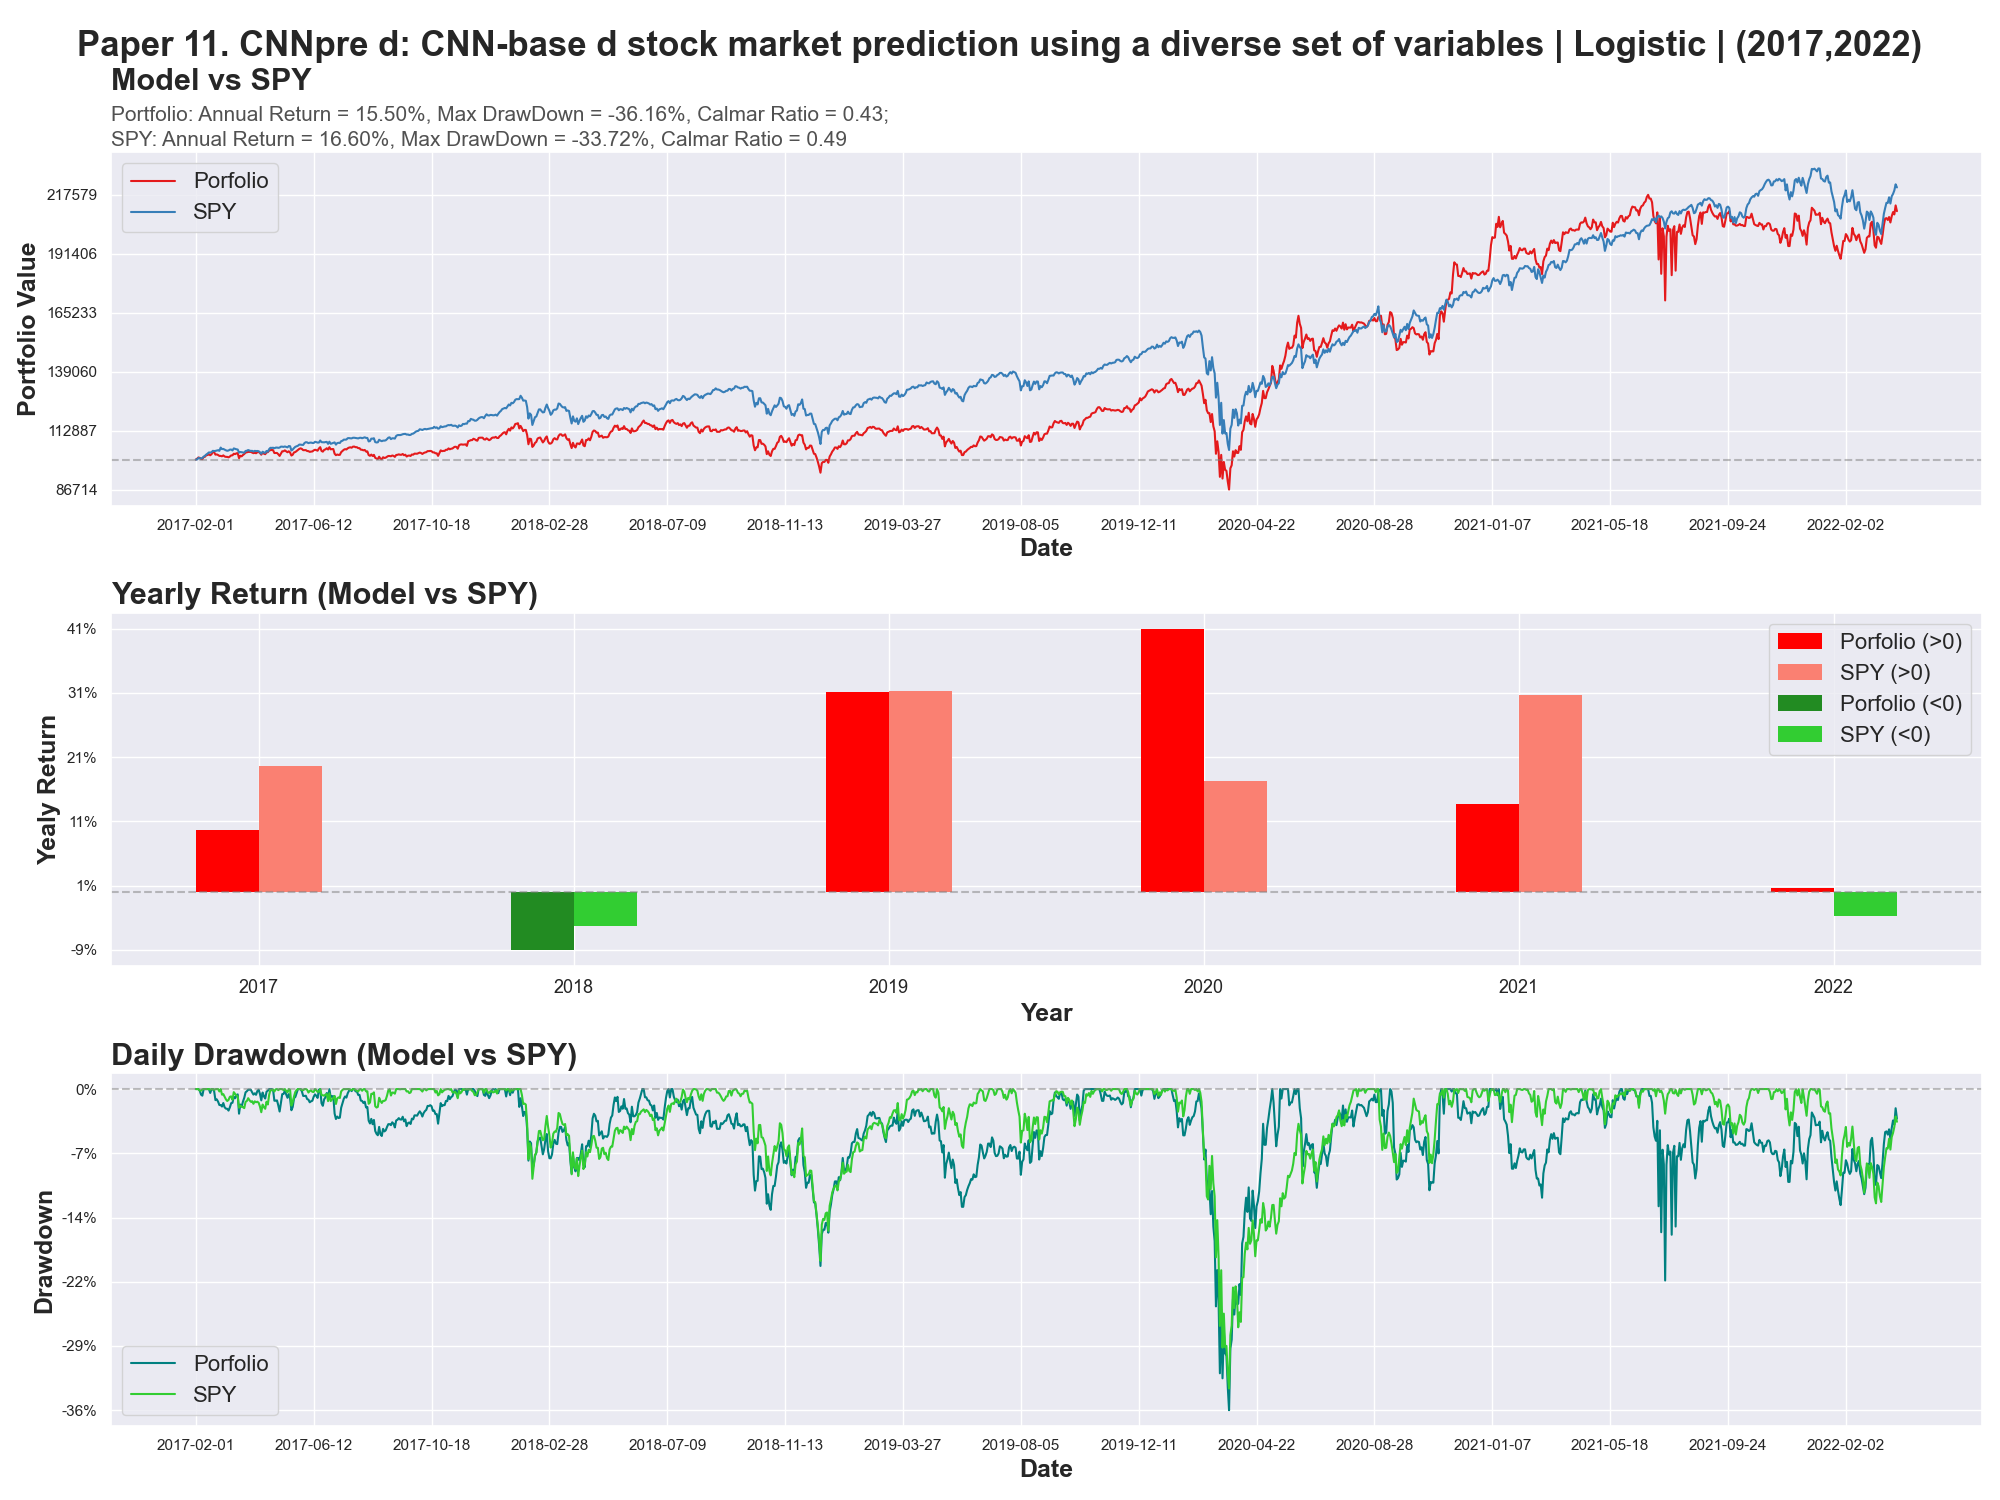 Paper 11. CNNpre d: CNN-base d stock market prediction using a diverse set of variables | Logistic | (2017,2022)
Model vs SPY
Portfolio: Annual Return = 15.50%, Max DrawDown = -36.16%, Calmar Ratio = 0.43;
SPY: Annual Return = 16.60%, Max DrawDown = -33.72%, Calmar Ratio = 0.49
Porfolio
SPY
Portfolio Value
217579
191406
165233
139060
112887
86714
2017-02-01 2017-06-12 2017-10-18 2018-02-28 2018-07-09 2018-11-13 2019-03-27 2019-08-05 2019-12-11 2020-04-22 2020-08-28 2021-01-07 2021-05-18 2021-09-24 2022-02-02
Date
Yearly Return (Model vs SPY)
Porfolio (>0)
SPY (>0)
Porfolio (<0)
SPY (<0)
Yealy Return
41%
31%
21%
11%
1%
-9%
2017 2018 2019 2020 2021 2022
Year
Daily Drawdown (Model vs SPY)
Drawdown
0%
-7%
-14%
-22%
-29%
-36%
Porfolio
SPY
2017-02-01 2017-06-12 2017-10-18 2018-02-28 2018-07-09 2018-11-13 2019-03-27 2019-08-05 2019-12-11 2020-04-22 2020-08-28 2021-01-07 2021-05-18 2021-09-24 2022-02-02
Date